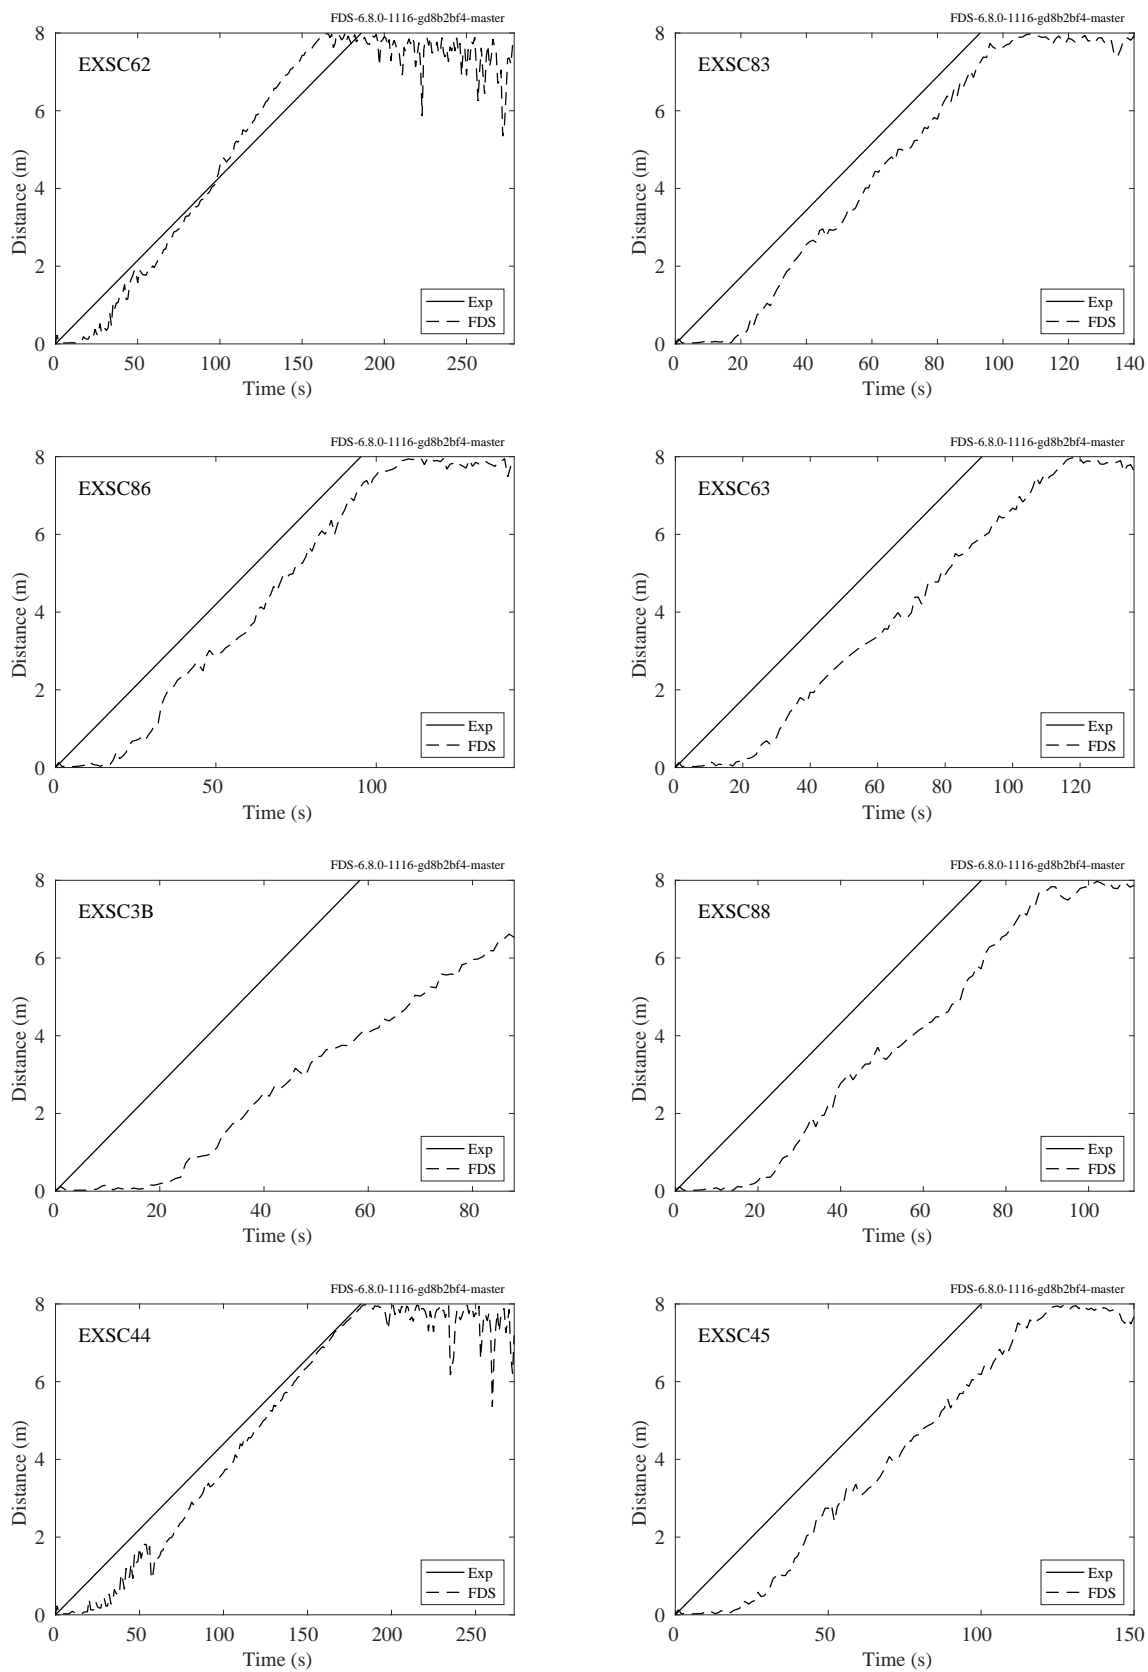 FDS-6.8.0-1116-gd8b2bf4-master
EXSC62
Distance (m)
8
6
4
2
0
0 50 100 150 200 250
Time (s)
Exp
FDS
FDS-6.8.0-1116-gd8b2bf4-master
EXSC83
Distance (m)
8
6
4
2
0
0 20 40 60 80 100 120 140
Time (s)
Exp
FDS
FDS-6.8.0-1116-gd8b2bf4-master
EXSC86
Distance (m)
8
6
4
2
0
0 50 100
Time (s)
Exp
FDS
FDS-6.8.0-1116-gd8b2bf4-master
EXSC63
Distance (m)
8
6
4
2
0
0 20 40 60 80 100 120
Time (s)
Exp
FDS
FDS-6.8.0-1116-gd8b2bf4-master
EXSC3B
Distance (m)
8
6
4
2
0
0 20 40 60 80
Time (s)
Exp
FDS
FDS-6.8.0-1116-gd8b2bf4-master
EXSC88
Distance (m)
8
6
4
2
0
0 20 40 60 80 100
Time (s)
Exp
FDS
FDS-6.8.0-1116-gd8b2bf4-master
EXSC44
Distance (m)
8
6
4
2
0
0 50 100 150 200 250
Time (s)
Exp
FDS
FDS-6.8.0-1116-gd8b2bf4-master
EXSC45
Distance (m)
8
6
4
2
0
0 50 100 150
Time (s)
Exp
FDS